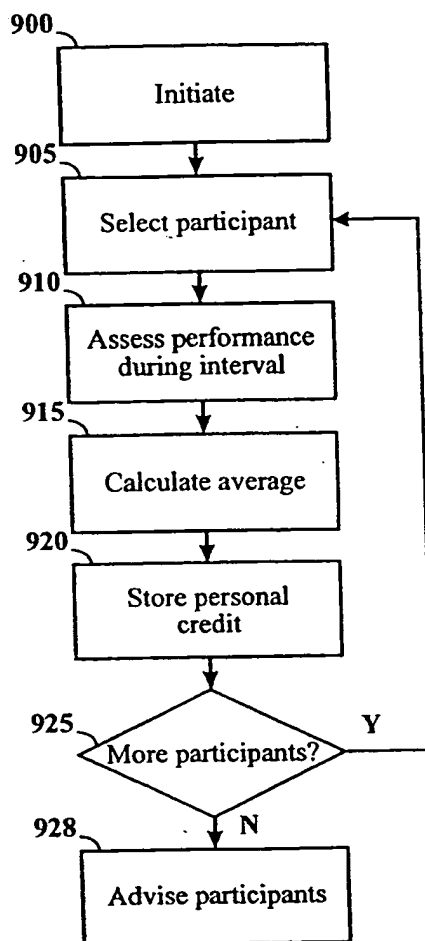 900
Initiate
905
Select participant
910
Assess performance
during interval
915
Calculate average
920
Store personal
credit
925
More participants?
Y
N
928
Advise participants